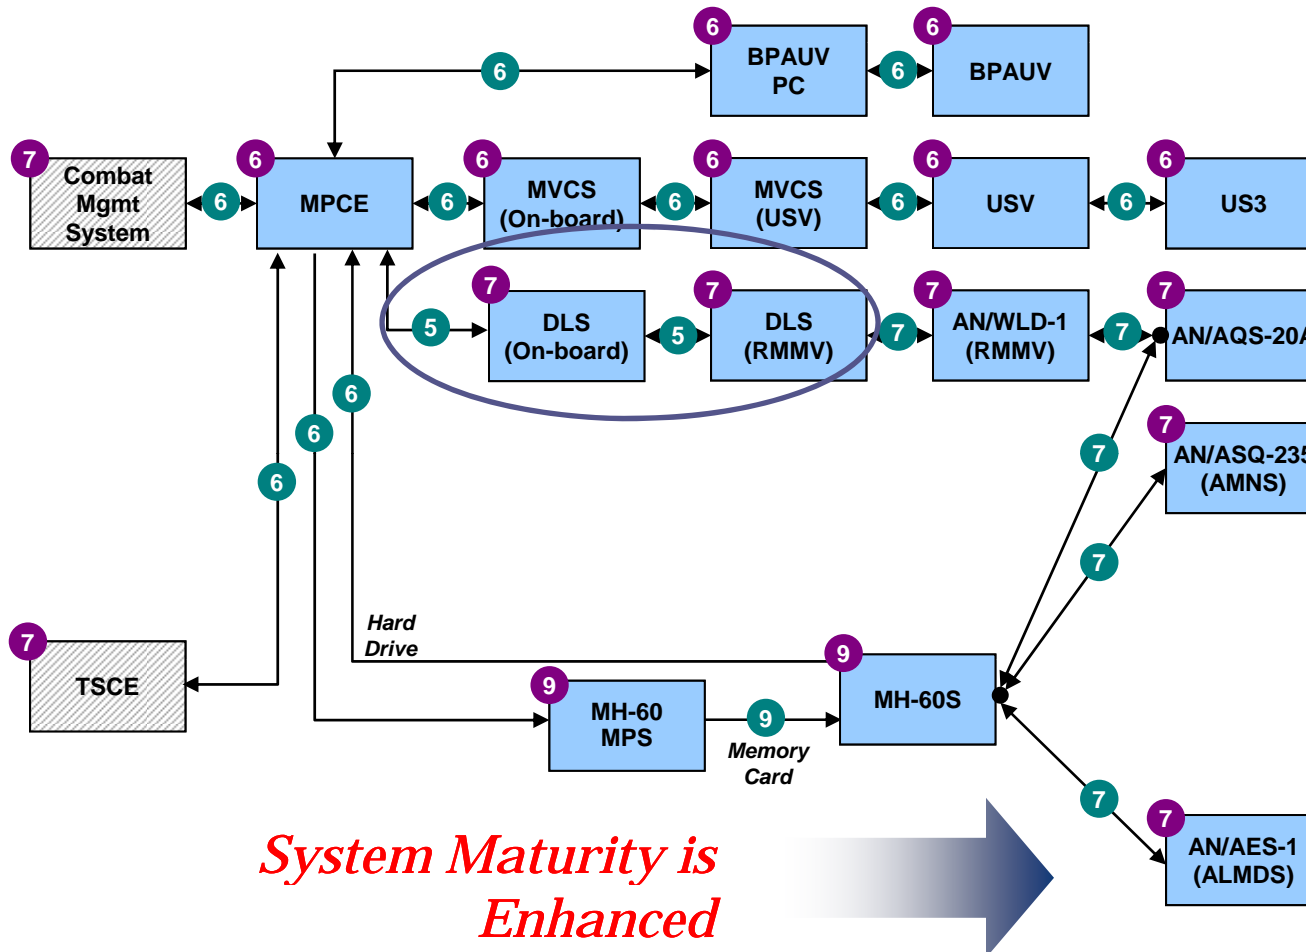 6
BPAUV
PC
6
6
BPAUV
6
7
Combat
Mgmt
System
6
6
MPCE
6
6
MVCS
(On-board)
6
6
MVCS
(USV)
6
6
USV
6
6
US3
5
7
DLS
(On-board)
5
7
DLS
(RMMV)
7
7
AN/WLD-1
(RMMV)
7
7
AN/AQS-20A
6
6
6
7
7
AN/ASQ-235
(AMNS)
7
7
TSCE
Hard
Drive
9
MH-60
MPS
9
Memory
Card
9
MH-60S
7
7
AN/AES-1
(ALMDS)
System Maturity is
Enhanced